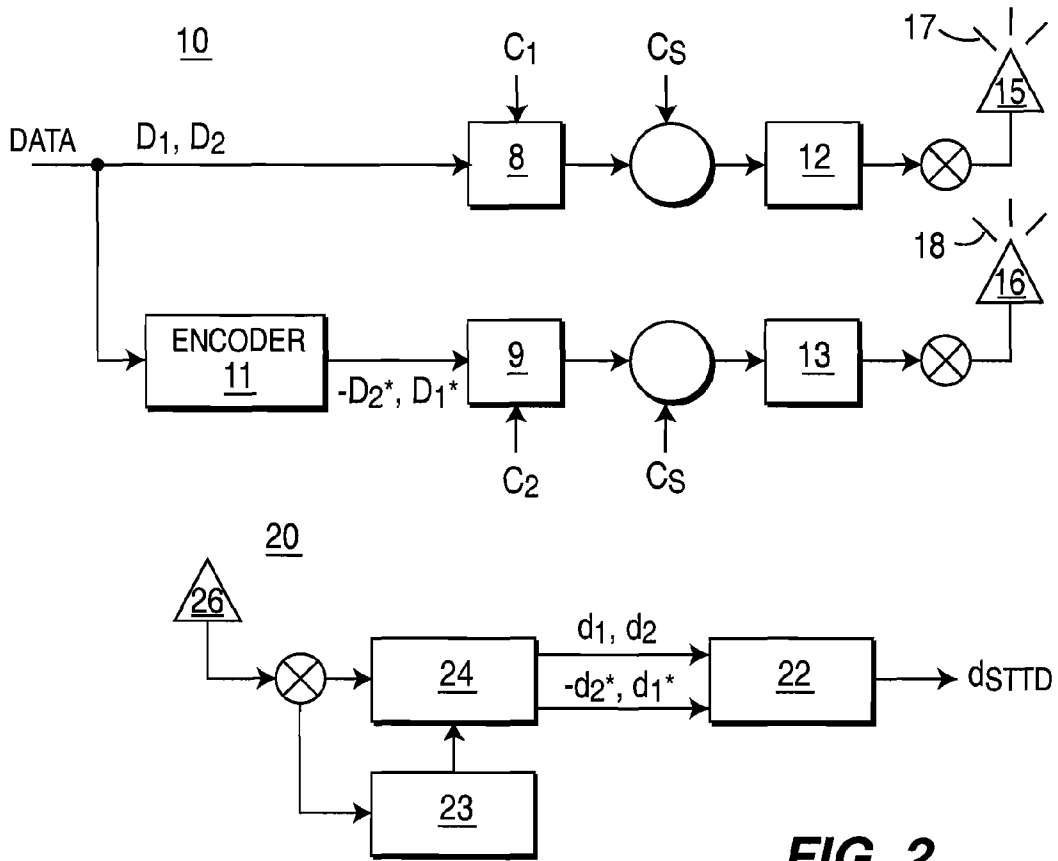 10
C1
CS
17
15
DATA
D1, D2
8
12
18
16
ENCODER
11
-D2*, D1*
9
13
C2
CS
20
26
24
d1, d2
-d2*, d1*
22
dSTTD
23
FIG. 2